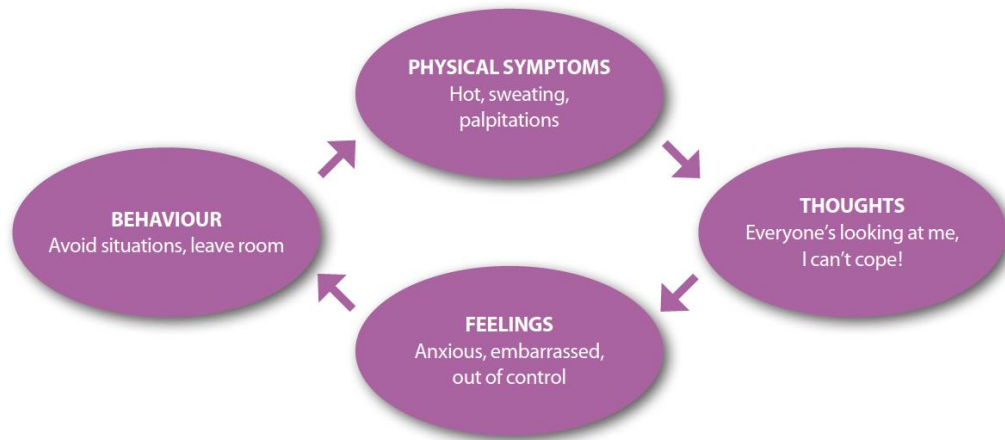 PHYSICAL SYMPTOMS
Hot, sweating,
palpitations
THOUGHTS
Everyone's looking at me,
I can't cope!
FEELINGS
Anxious, embarrassed,
out of control
BEHAVIOUR
Avoid situations, leave room